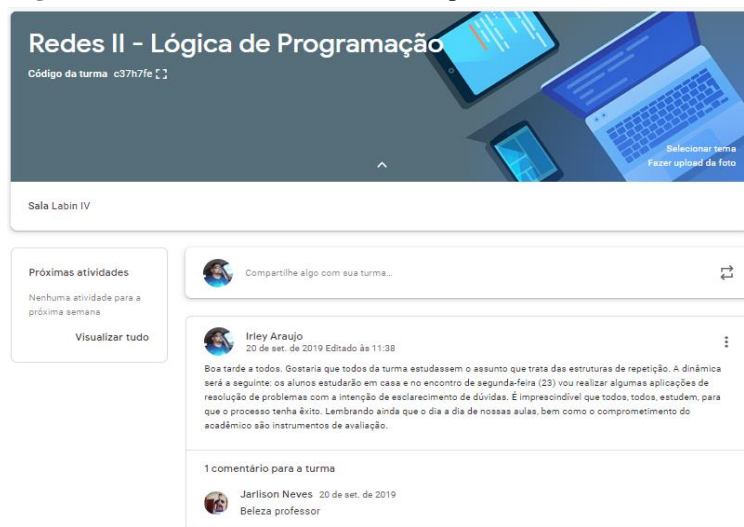 Redes II - Lógica de Programação
Código da turma c37h7fe
Selecionar tema
Fazer upload da foto
Sala Labin IV
Próximas atividades
Nenhuma atividade para a
próxima semana
Visualizar tudo
Compartilhe algo com sua turma...
Irley Araujo
20 de set. de 2019 Editado às 11:38
Boa tarde a todos. Gostaria que todos da turma estudassem o assunto que trata das estruturas de repetição. A dinâmica
será a seguinte: os alunos estudarão em casa e no encontro de segunda-feira (23) vou realizar algumas aplicações de
resolução de problemas com a intenção de esclarecimento de dúvidas. É imprescindível que todos, todos, estudem, para
que o processo tenha êxito. Lembrando ainda que o dia a dia de nossas aulas, bem como o comprometimento do
acadêmico são instrumentos de avaliação.
1 comentário para a turma
Jarlison Neves 20 de set. de 2019
Beleza professor